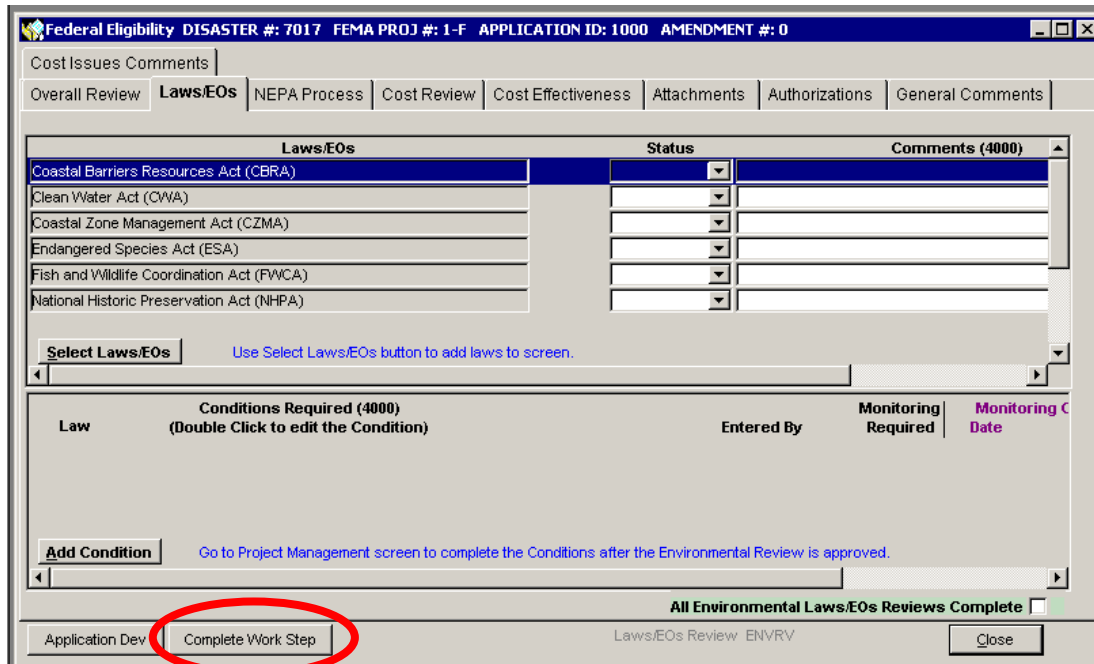 Federal Eligibility DISASTER #: 7017 FEMA PROJ #: 1-F APPLICATION ID: 1000 AMENDMENT #: 0
Cost Issues Comments
Overall Review Laws/EOs NEPA Process Cost Review Cost Effectiveness Attachments Authorizations General Comments
Laws/EOs Status Comments (4000)
Coastal Barriers Resources Act (CBRA)
Clean Water Act (CWA)
Coastal Zone Management Act (CZMA)
Endangered Species Act (ESA)
Fish and Wildlife Coordination Act (FWCA)
National Historic Preservation Act (NHPA)
Select Laws/EOs Use Select Laws/EOs button to add laws to screen.
Conditions Required (4000) Monitoring Monitoring C
Law (Double Click to edit the Condition) Entered By Required Date
Add Condition Go to Project Management screen to complete the Conditions after the Environmental Review is approved.
All Environmental Laws/EOs Reviews Complete
Application Dev Complete Work Step Laws/EOs Review ENVRV Close